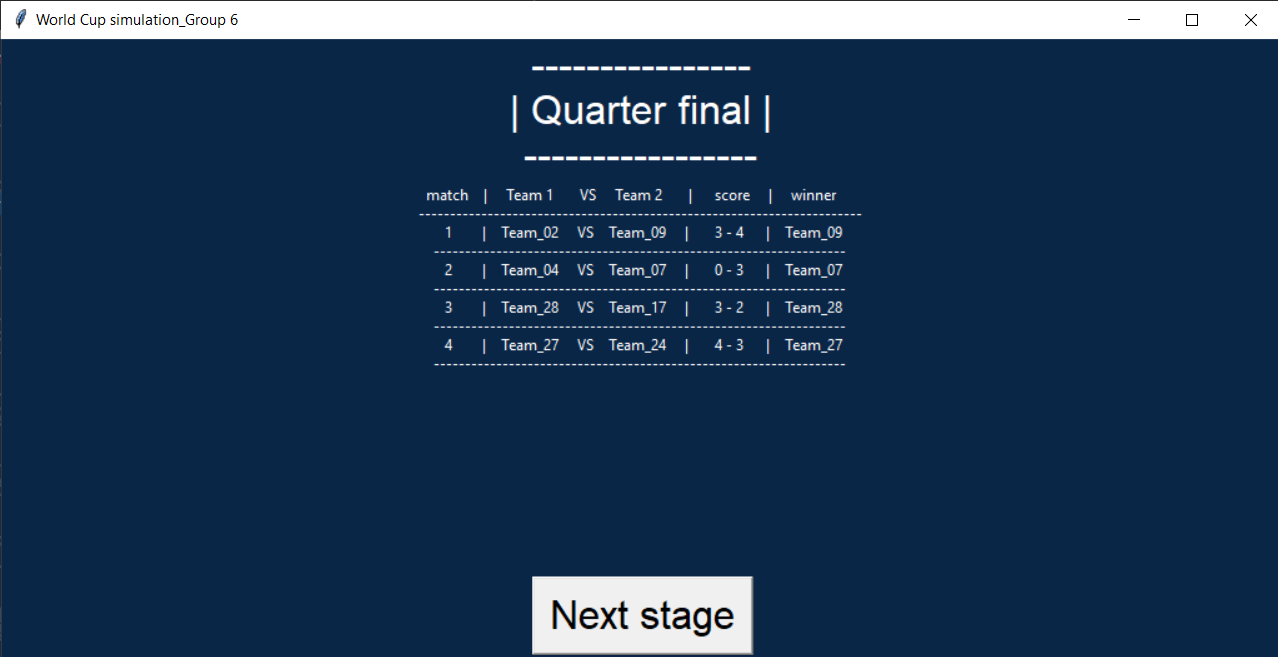 World Cup simulation_Group 6
----------------
| Quarter final |
-----------------
match | Team 1 VS Team 2 | score | winner
-----------------------------------------------------------------------
1 | Team_02 VS Team_09 | 3 - 4 | Team_09
------------------------------------------------------------------
2 | Team_04 VS Team_07 | 0 - 3 | Team_07
------------------------------------------------------------------
3 | Team_28 VS Team_17 | 3 - 2 | Team_28
------------------------------------------------------------------
4 | Team_27 VS Team_24 | 4 - 3 | Team_27
------------------------------------------------------------------
Next stage